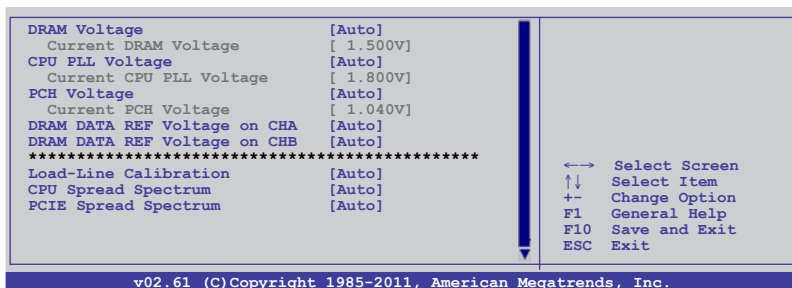 DRAM Voltage [Auto]
Current DRAM Voltage [ 1.500V]
CPU PLL Voltage [Auto]
Current CPU PLL Voltage [ 1.800V]
PCH Voltage [Auto]
Current PCH Voltage [ 1.040V]
DRAM DATA REF Voltage on CHA [Auto]
DRAM DATA REF Voltage on CHB [Auto]
************************************************
Load-Line Calibration [Auto]
CPU Spread Spectrum [Auto]
PCIE Spread Spectrum [Auto]
←→ Select Screen
↑↓ Select Item
+- Change Option
F1 General Help
F10 Save and Exit
ESC Exit
v02.61 (C)Copyright 1985-2011, American Megatrends, Inc.